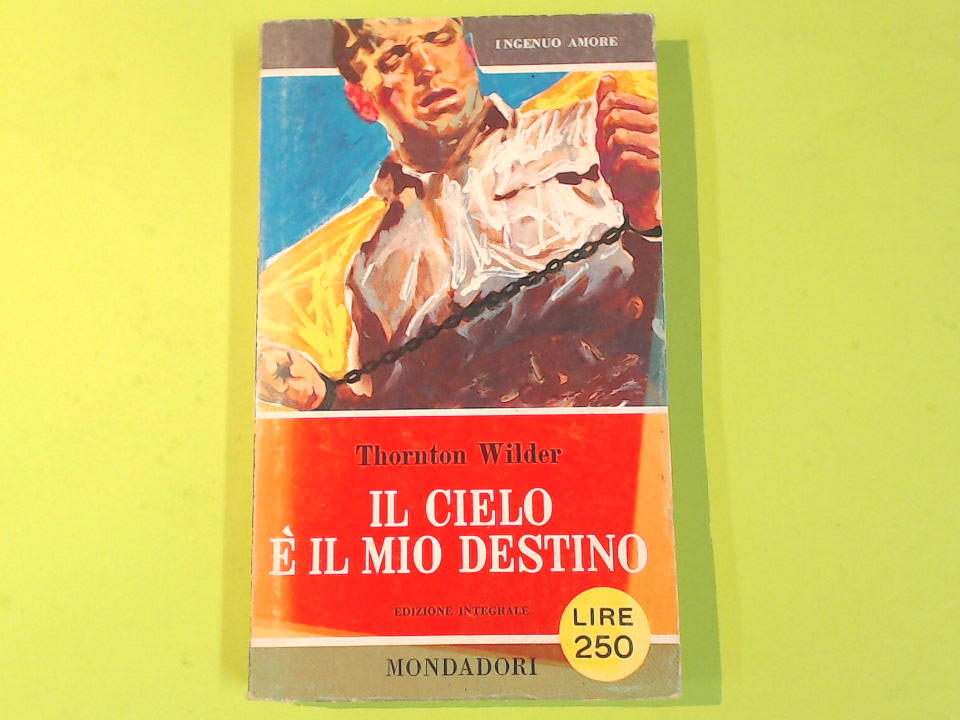 INGENUO AMORE
Thornton Wilder
IL CIELO
È IL MIO DESTINO
EDIZIONE INTEGRALE
LIRE
250
MONDADORI